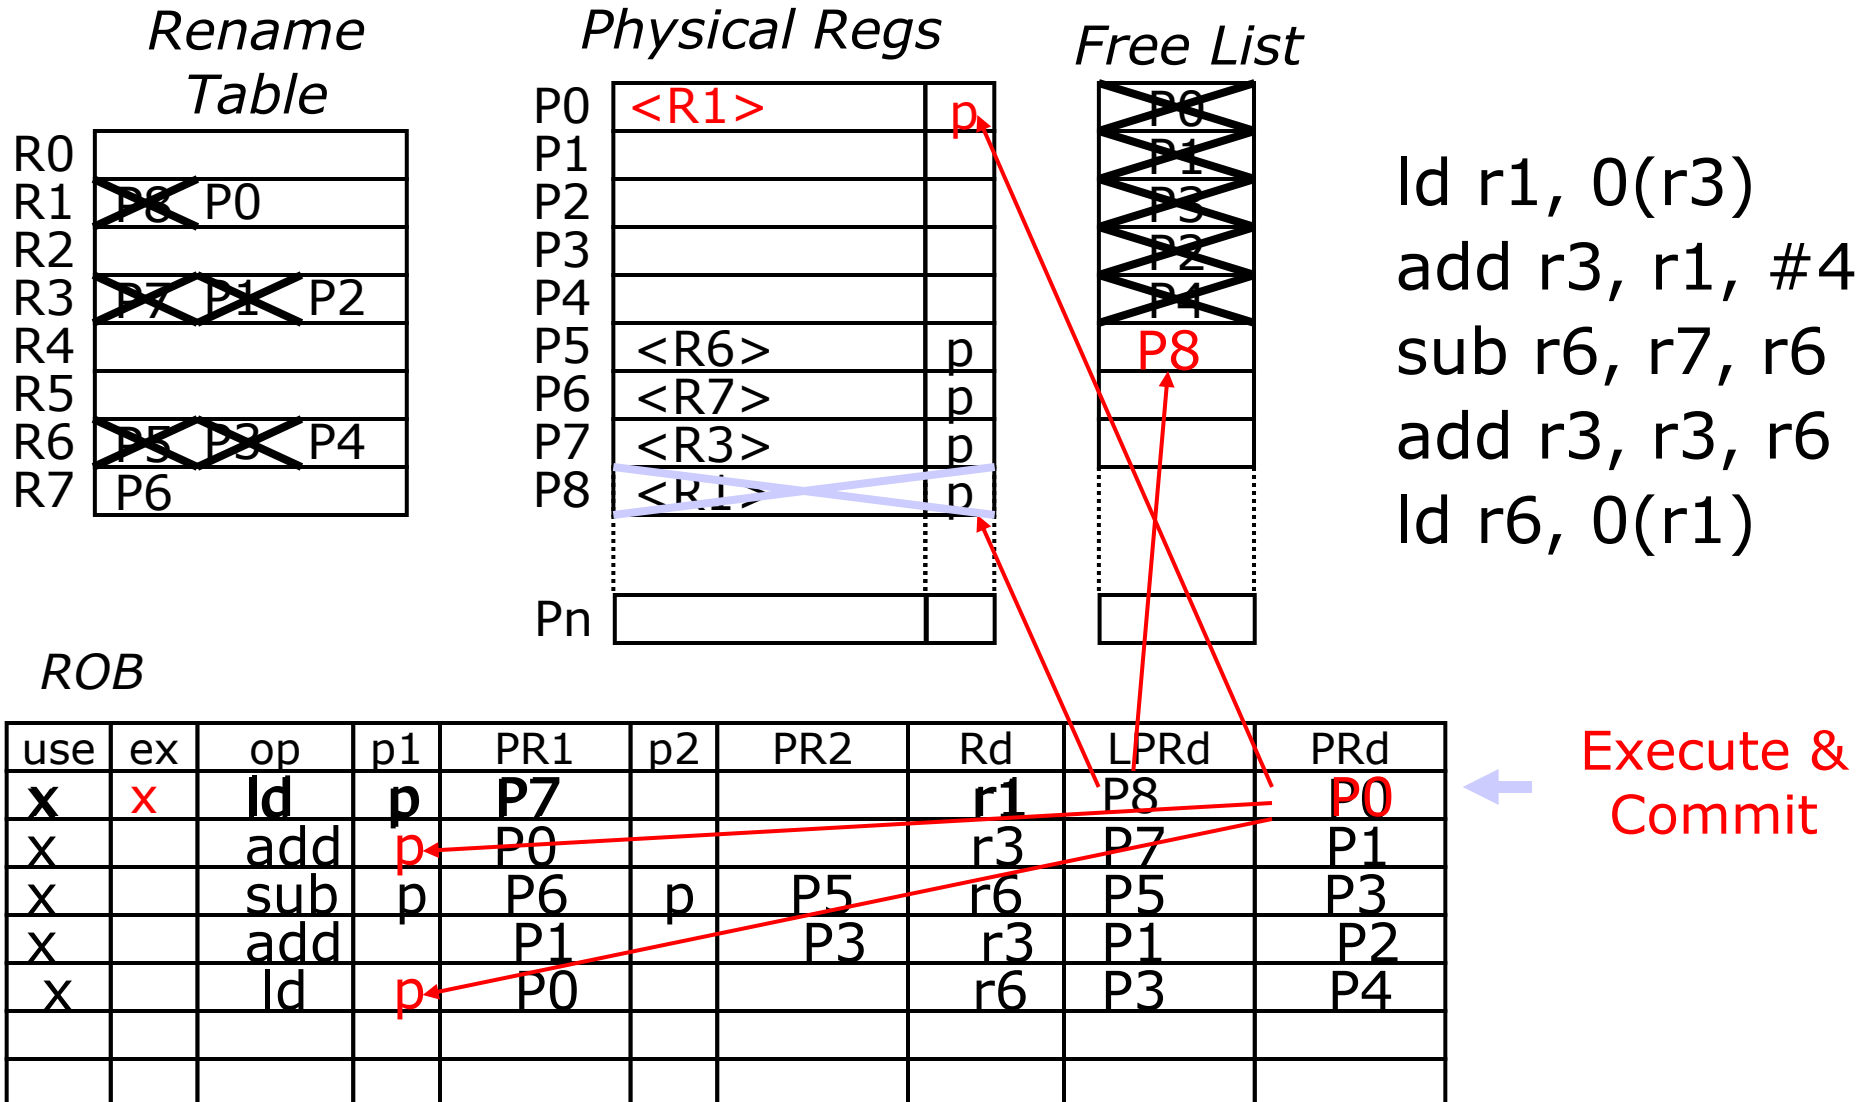 Rename
Table
R0
R1 P8 P0
R2
R3 P7 P1 P2
R4
R5
R6 P5 P3 P4
R7 P6
Physical Regs
P0 <R1> p
P1
P2
P3
P4
P5 <R6> p
P6 <R7> p
P7 <R3> p
P8 <R1> p
Pn
Free List
P0
P1
P3
P2
P4
P8
ld r1, 0(r3)
add r3, r1, #4
sub r6, r7, r6
add r3, r3, r6
ld r6, 0(r1)
ROB
use ex op p1 PR1 p2 PR2 Rd LPRd PRd
x x ld p P7 r1 P8 P0
x add p P0 r3 P7 P1
x sub p P6 p P5 r6 P5 P3
x add P1 P3 r3 P1 P2
x ld p P0 r6 P3 P4
Execute &
Commit